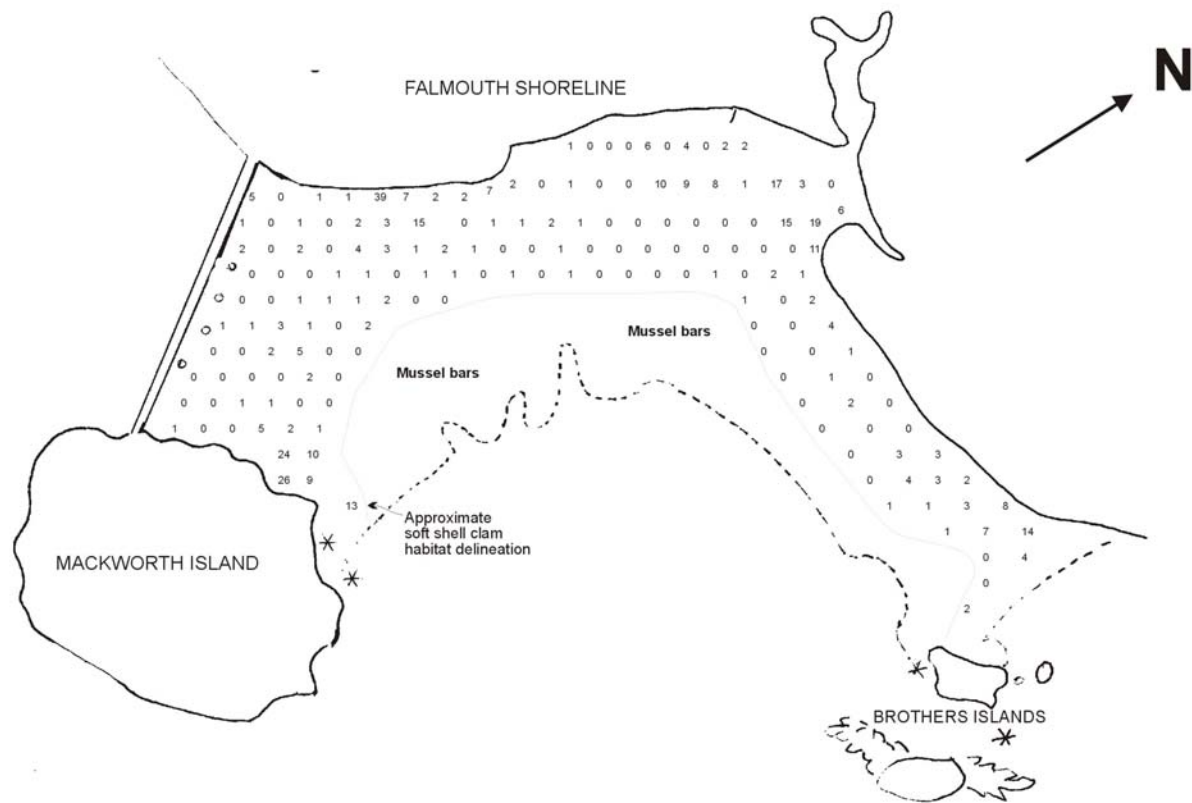 N
FALMOUTH SHORELINE
1 0 0 0 6 0 4 0 2 2
5 0 1 1 39 7 2 2 7 2 0 1 0 0 10 9 8 1 17 3 0
6
1 0 1 0 2 3 15 0 1 1 2 1 0 0 0 0 0 0 15 19
2 0 2 0 4 3 1 2 1 0 0 1 0 0 0 0 0 0 0 0 11
0 0 0 1 1 0 1 1 0 1 0 1 0 0 0 0 1 0 2 1
0 0 1 1 1 2 0 0 1 0 2
1 1 3 1 0 2 0 0 4
Mussel bars
0 0 2 5 0 0 0 0 1
Mussel bars
0 0 0 0 2 0 0 1 0
0 0 1 1 0 0 0 2 0
1 0 0 5 2 1 0 0 0
24 10 0 3 3
26 9 0 4 3 2
13 1 1 3 8
Approximate
soft shell clam
habitat delineation
1 7 14
0 4
MACKWORTH ISLAND
0
2
BROTHERS ISLANDS